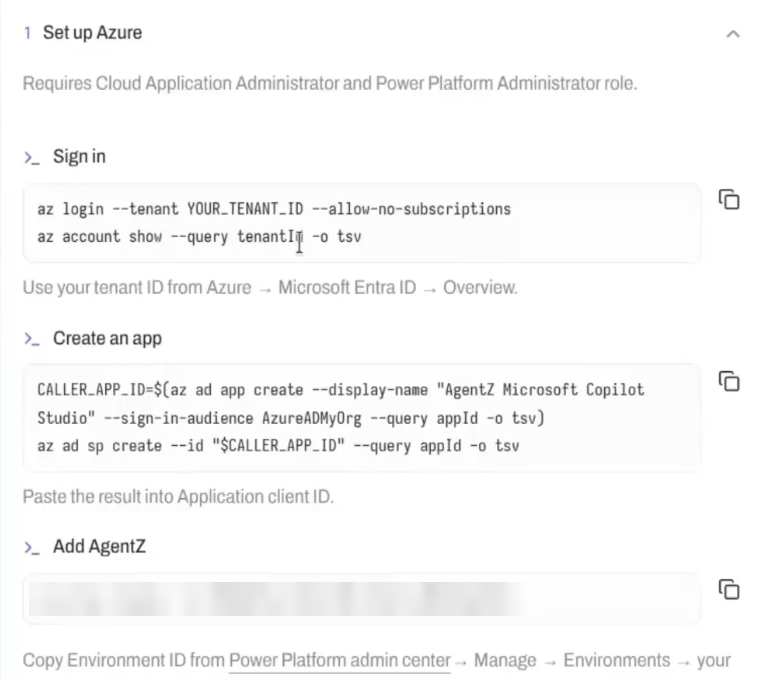 1 Set up Azure
Requires Cloud Application Administrator and Power Platform Administrator role.
>_ Sign in
az login --tenant YOUR_TENANT_ID --allow-no-subscriptions
az account show --query tenantId -o tsv
Use your tenant ID from Azure → Microsoft Entra ID → Overview.
>_ Create an app
CALLER_APP_ID=$(az ad app create --display-name "AgentZ Microsoft Copilot
Studio" --sign-in-audience AzureADMyOrg --query appId -o tsv)
az ad sp create --id "$CALLER_APP_ID" --query appId -o tsv
Paste the result into Application client ID.
>_ Add AgentZ
Copy Environment ID from Power Platform admin center → Manage → Environments → your